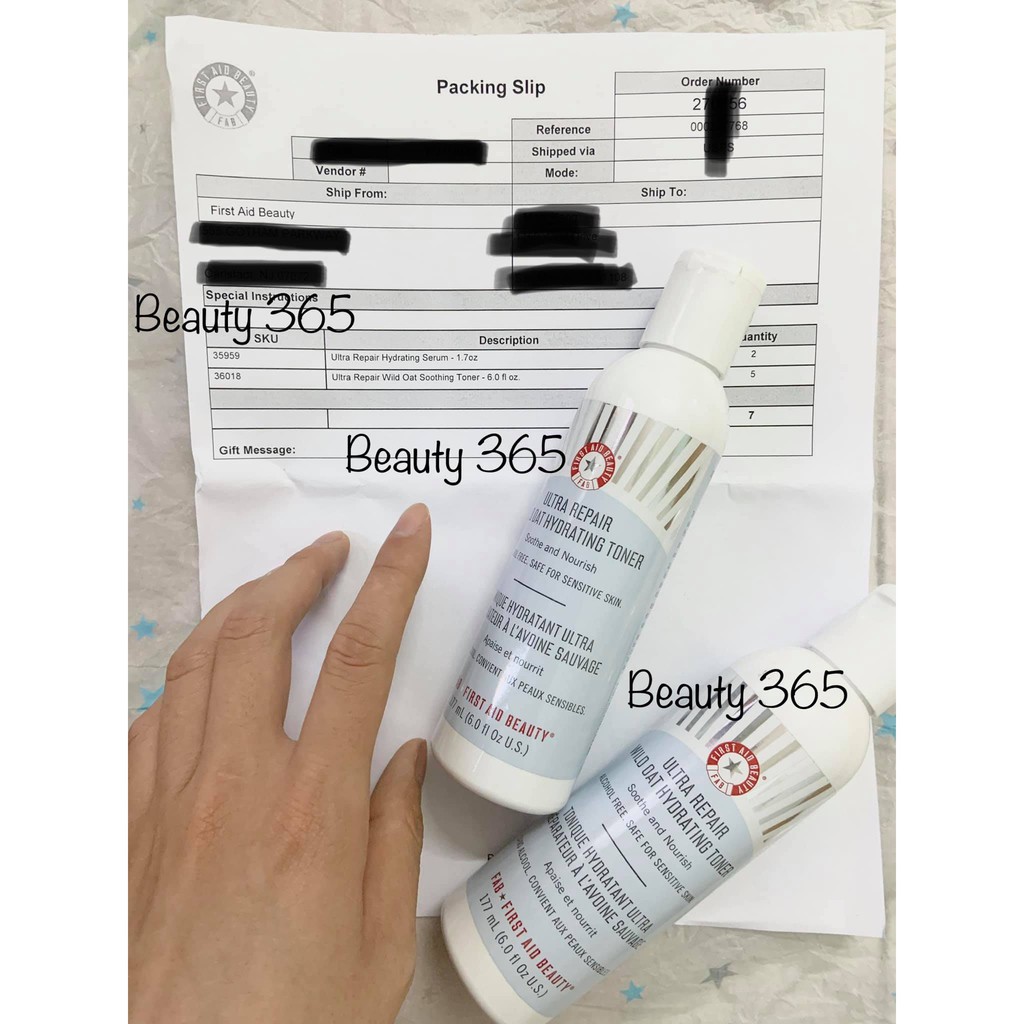 FIRST AID BEAUTY
FAB
Packing Slip
Order Number
Reference
Shipped via
Vendor #
Mode:
Ship From:
Ship To:
First Aid Beauty
Special Instructions
Beauty 365
SKU
Description
35959
Ultra Repair Hydrating Serum - 1.7oz
2
36018
Ultra Repair Wild Oat Soothing Toner - 6.0 fl oz.
5
7
Gift Message:
Beauty 365
FIRST AID BEAUTY
FAB
ULTRA REPAIR
OAT HYDRATING TONER
Soothe and Nourish
FREE. SAFE FOR SENSITIVE SKIN.
HYDRATANT ULTRA
À L'AVOINE SAUVAGE
Apaise et nourrit
CONVIENT AUX PEAUX SENSIBLES.
FIRST AID BEAUTY®
mL (6.0 fl Oz U.S.)
Beauty 365
FIRST AID BEAUTY
FAB
ULTRA REPAIR
WILD OAT HYDRATING TONER
Soothe and Nourish
ALCOHOL FREE. SAFE FOR SENSITIVE SKIN
TONIQUE HYDRATANT ULTRA
À L'AVOINE SAUVAGE
Apaise et nourrit
ALCOOL. CONVIENT AUX PEAUX
FAB ★ FIRST AID BEAUTY®
177 mL (6.0 fl Oz U.S.)